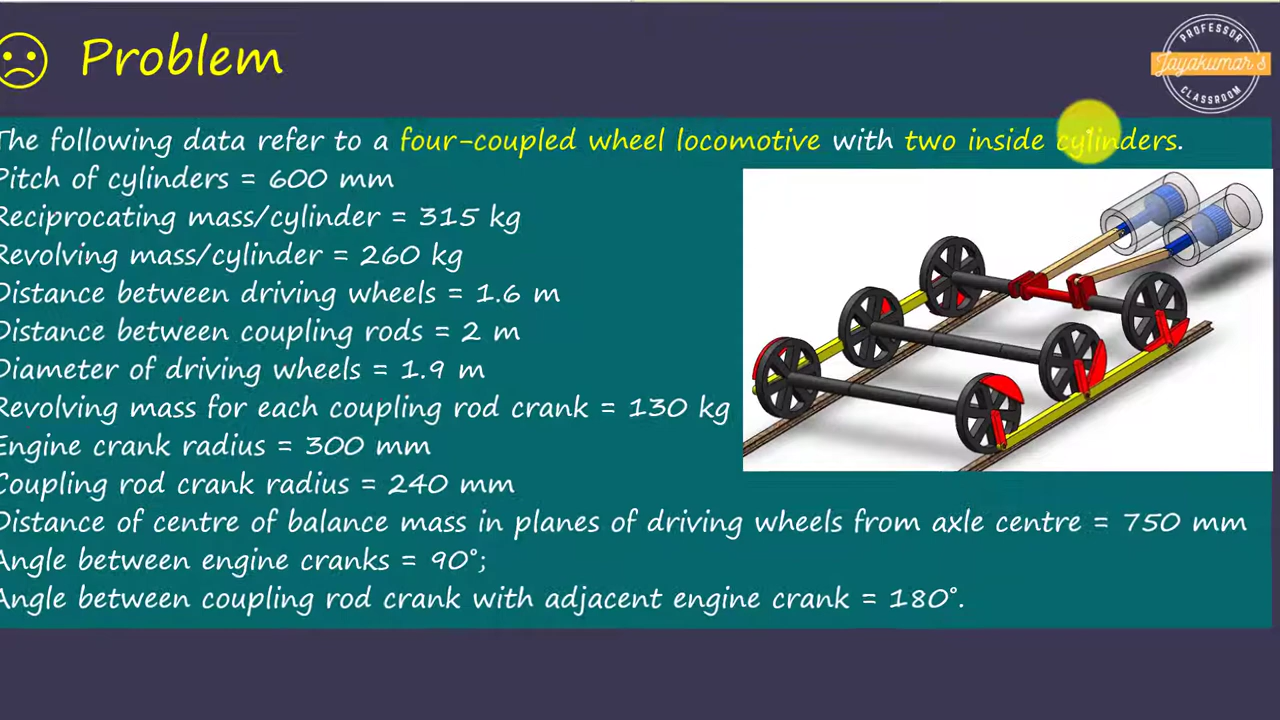 Problem
PROFESSOR
Jayakumar's
CLASSROOM
The following data refer to a four-coupled wheel locomotive with two inside cylinders.
Pitch of cylinders = 600 mm
Reciprocating mass/cylinder = 315 kg
Revolving mass/cylinder = 260 kg
Distance between driving wheels = 1.6 m
Distance between coupling rods = 2 m
Diameter of driving wheels = 1.9 m
Revolving mass for each coupling rod crank = 130 kg
Engine crank radius = 300 mm
Coupling rod crank radius = 240 mm
Distance of centre of balance mass in planes of driving wheels from axle centre = 750 mm
Angle between engine cranks = 90°;
Angle between coupling rod crank with adjacent engine crank = 180°.